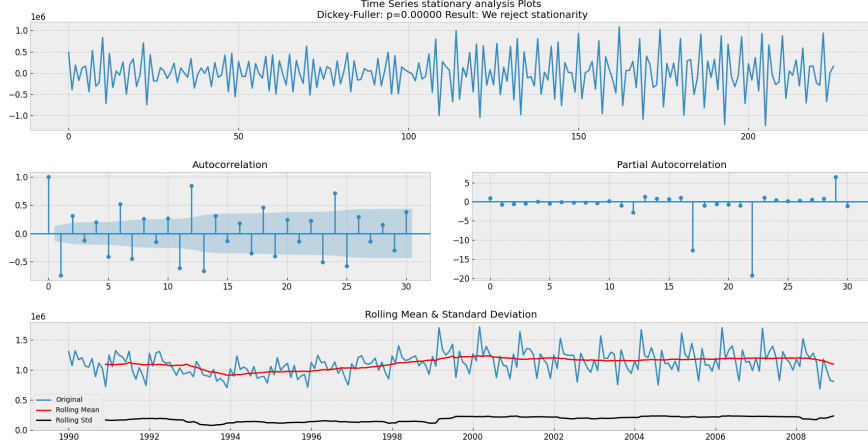 Time Series stationary analysis Plots
Dickey-Fuller: p=0.00000 Result: We reject stationarity
1e6
1.0
0.5
0.0
−0.5
−1.0
0 50 100 150 200
Autocorrelation
1.0
0.5
0.0
−0.5
0 5 10 15 20 25 30
Partial Autocorrelation
5
0
−5
−10
−15
−20
0 5 10 15 20 25 30
Rolling Mean & Standard Deviation
1e6
1.5
1.0
0.5
0.0
Original
Rolling Mean
Rolling Std
1990 1992 1994 1996 1998 2000 2002 2004 2006 2008